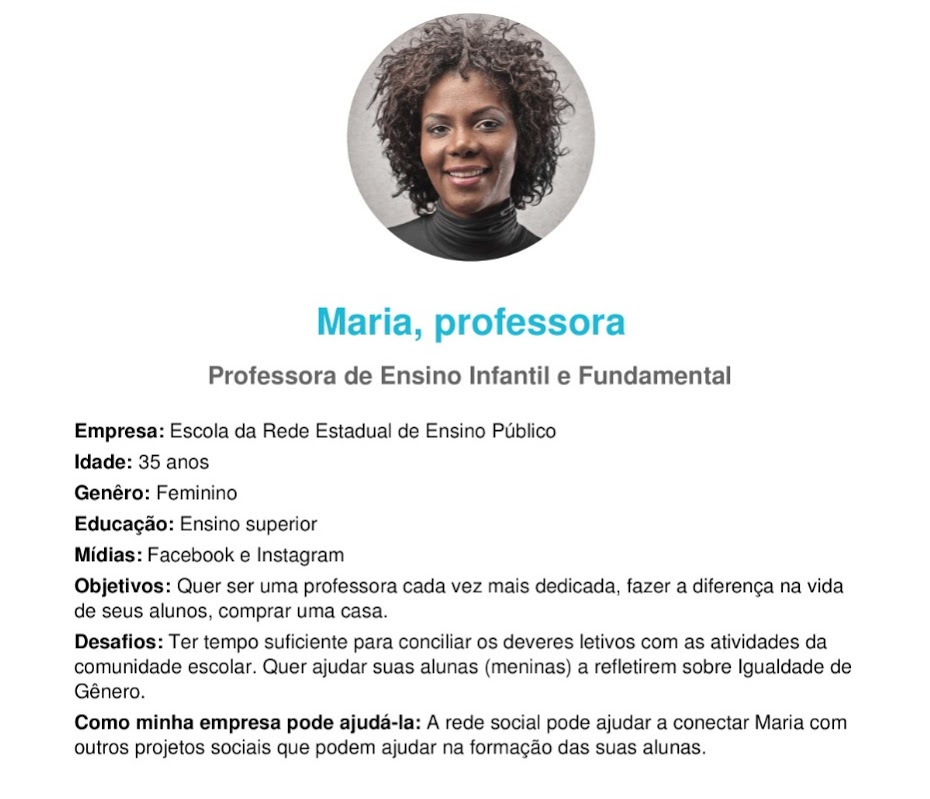 Maria, professora
Professora de Ensino Infantil e Fundamental
Empresa: Escola da Rede Estadual de Ensino Público
Idade: 35 anos
Genêro: Feminino
Educação: Ensino superior
Mídias: Facebook e Instagram
Objetivos: Quer ser uma professora cada vez mais dedicada, fazer a diferença na vida
de seus alunos, comprar uma casa.
Desafios: Ter tempo suficiente para conciliar os deveres letivos com as atividades da
comunidade escolar. Quer ajudar suas alunas (meninas) a refletirem sobre Igualdade de
Gênero.
Como minha empresa pode ajudá-la: A rede social pode ajudar a conectar Maria com
outros projetos sociais que podem ajudar na formação das suas alunas.